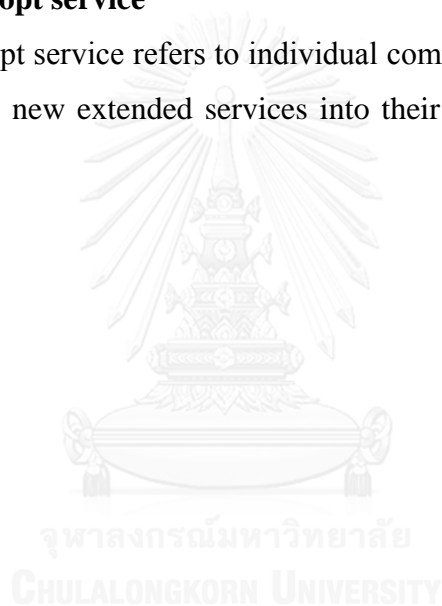 opt service
pt service refers to individual com
new extended services into their
จุฬาลงกรณ์มหาวิทยาลัย
CHULALONGKORN UNIVERSITY